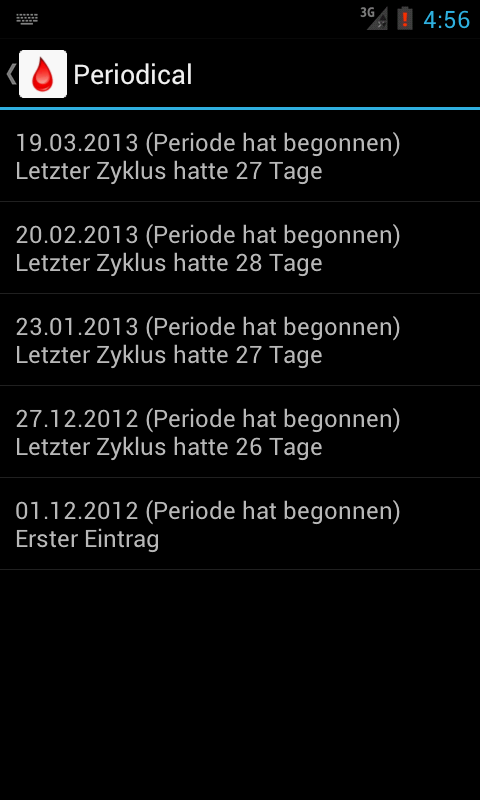 3G
4:56
Periodical
19.03.2013 (Periode hat begonnen)
Letzter Zyklus hatte 27 Tage
20.02.2013 (Periode hat begonnen)
Letzter Zyklus hatte 28 Tage
23.01.2013 (Periode hat begonnen)
Letzter Zyklus hatte 27 Tage
27.12.2012 (Periode hat begonnen)
Letzter Zyklus hatte 26 Tage
01.12.2012 (Periode hat begonnen)
Erster Eintrag